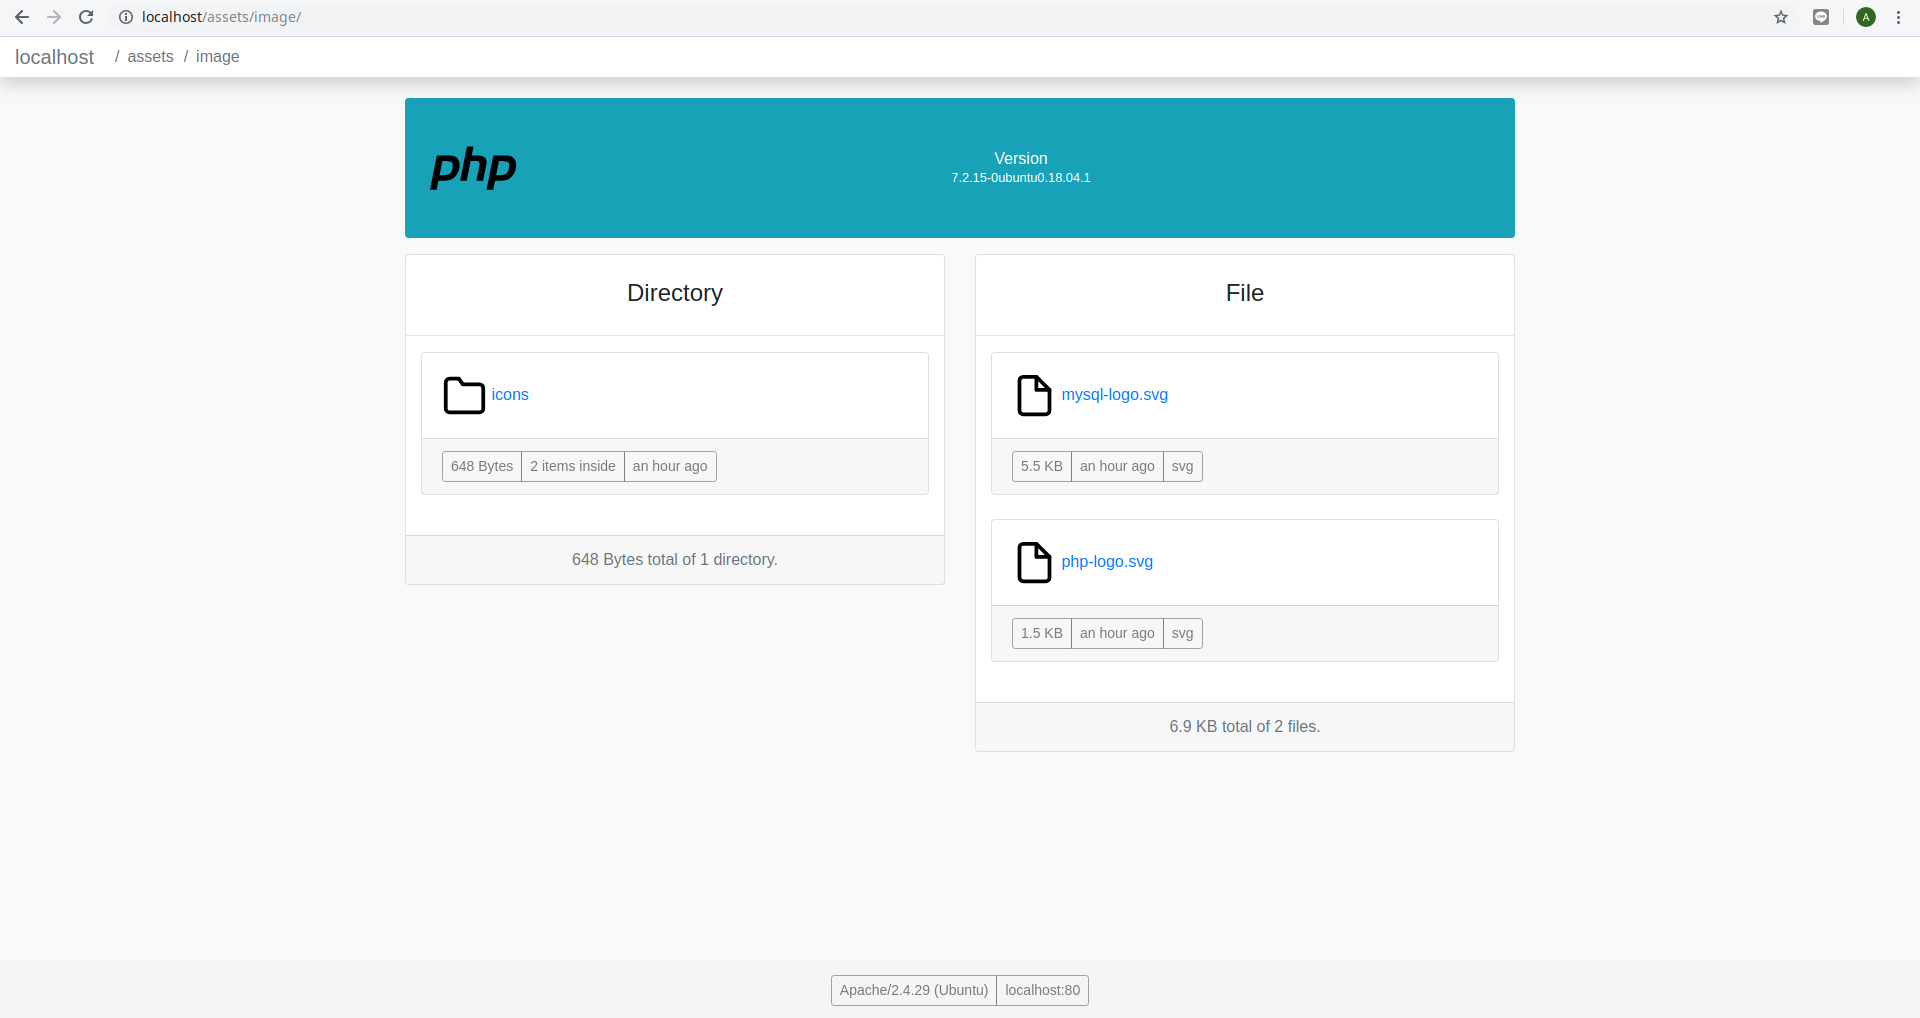 localhost/assets/image/
A
localhost / assets / image
php
Version
7.2.15-0ubuntu0.18.04.1
Directory
icons
648 Bytes 2 items inside an hour ago
648 Bytes total of 1 directory.
File
mysql-logo.svg
5.5 KB an hour ago svg
php-logo.svg
1.5 KB an hour ago svg
6.9 KB total of 2 files.
Apache/2.4.29 (Ubuntu) localhost:80